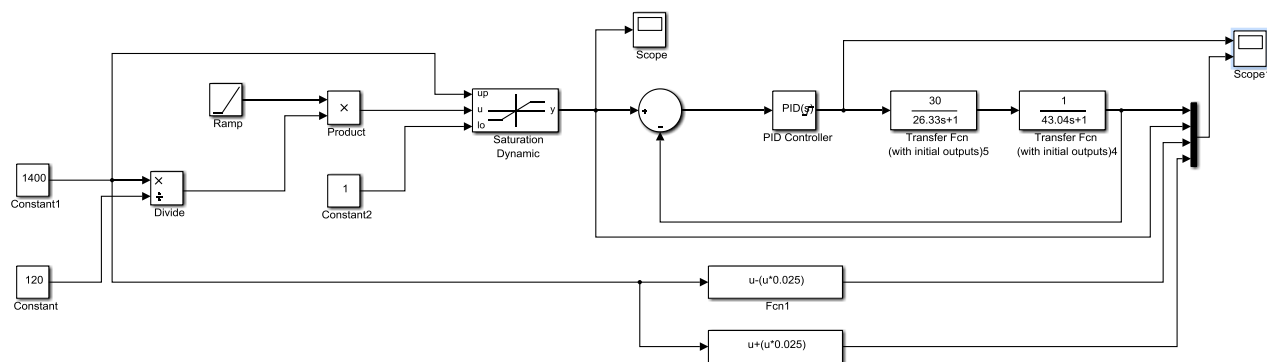 Scope
Scope
Ramp
×
Product
up
u
lo
y
Saturation
Dynamic
+
-
PID(s)
PID Controller
30
26.33s+1
Transfer Fcn
(with initial outputs)5
1
43.04s+1
Transfer Fcn
(with initial outputs)4
1400
Constant1
×
÷
Divide
1
Constant2
120
Constant
u-(u*0.025)
Fcn1
u+(u*0.025)